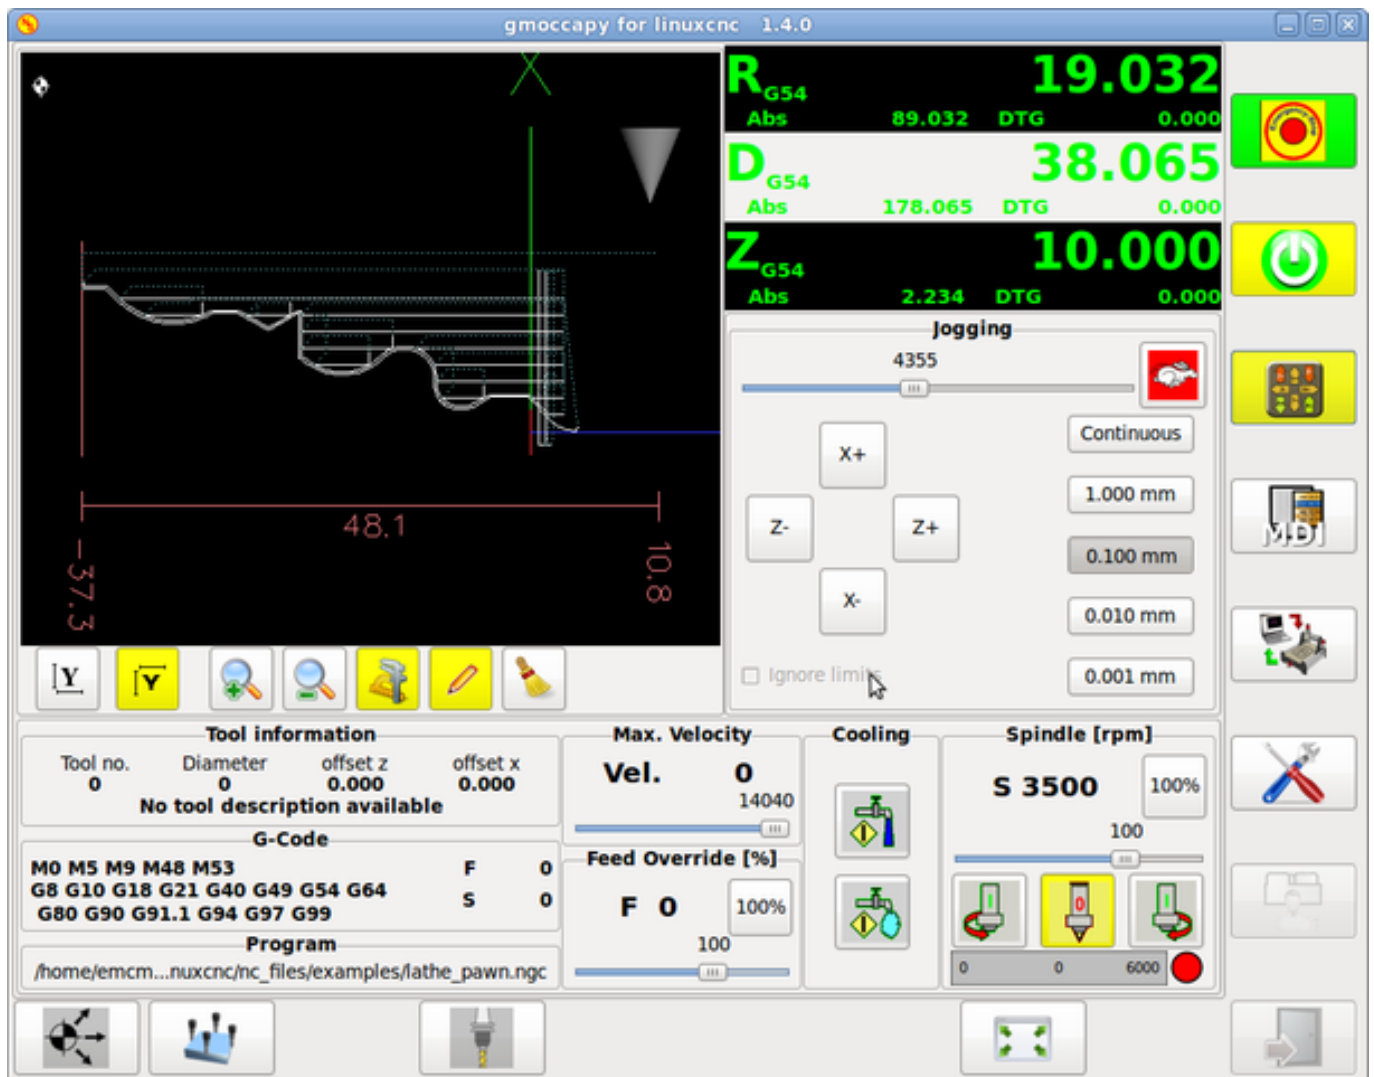 gmoccapy for linuxcnc 1.4.0
R G54 19.032
Abs 89.032 DTG 0.000
D G54 38.065
Abs 178.065 DTG 0.000
Z G54 10.000
Abs 2.234 DTG 0.000
X
48.1
-37.3
10.8
Jogging
4355
Continuous
X+
1.000 mm
Z- Z+
0.100 mm
X-
0.010 mm
Ignore limits
0.001 mm
MDI
Y Y
Tool information
Tool no. Diameter offset z offset x
0 0 0.000 0.000
No tool description available
G-Code
M0 M5 M9 M48 M53 F 0
G8 G10 G18 G21 G40 G49 G54 G64 S 0
G80 G90 G91.1 G94 G97 G99
Program
/home/emcm...nuxcnc/nc_files/examples/lathe_pawn.ngc
Max. Velocity
Vel. 0
14040
Feed Override [%]
F 0 100%
100
Cooling
Spindle [rpm]
S 3500 100%
100
I 0 I
0 0 6000